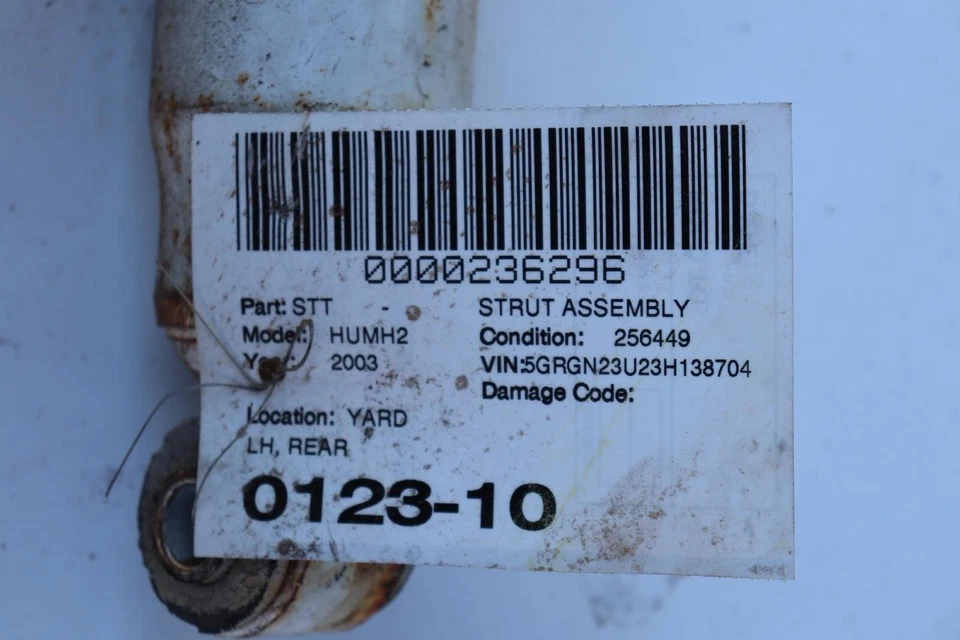 0000236296
Part: STT - STRUT ASSEMBLY
Model: HUMH2 Condition: 256449
Year: 2003 VIN:5GRGN23U23H138704
Damage Code:
Location: YARD
LH, REAR
0123-10